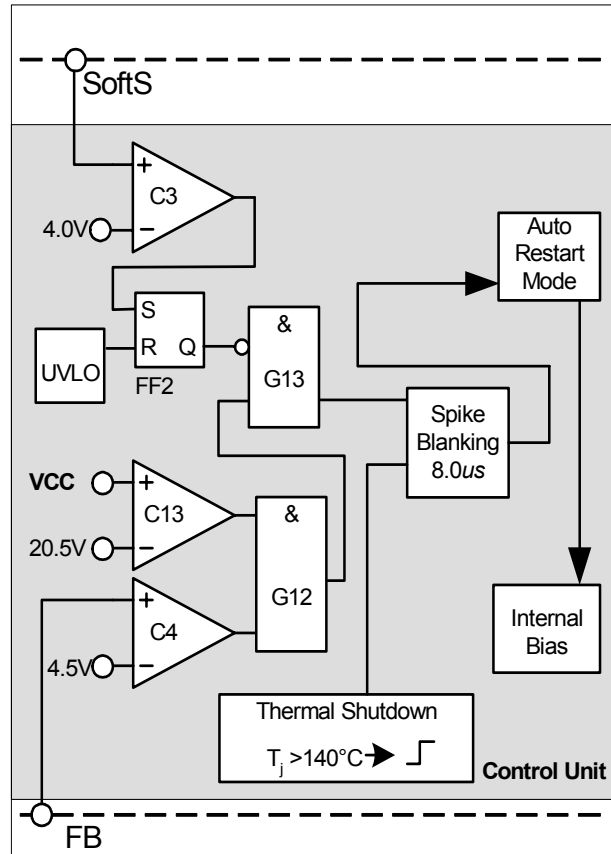 SoftS
+
C3
4.0V
−
Auto
Restart
Mode
S
R Q
&
G13
UVLO
FF2
Spike
Blanking
8.0us
VCC
+
C13
20.5V
−
&
G12
+
C4
4.5V
−
Internal
Bias
Thermal Shutdown
Tj >140°C
Control Unit
FB